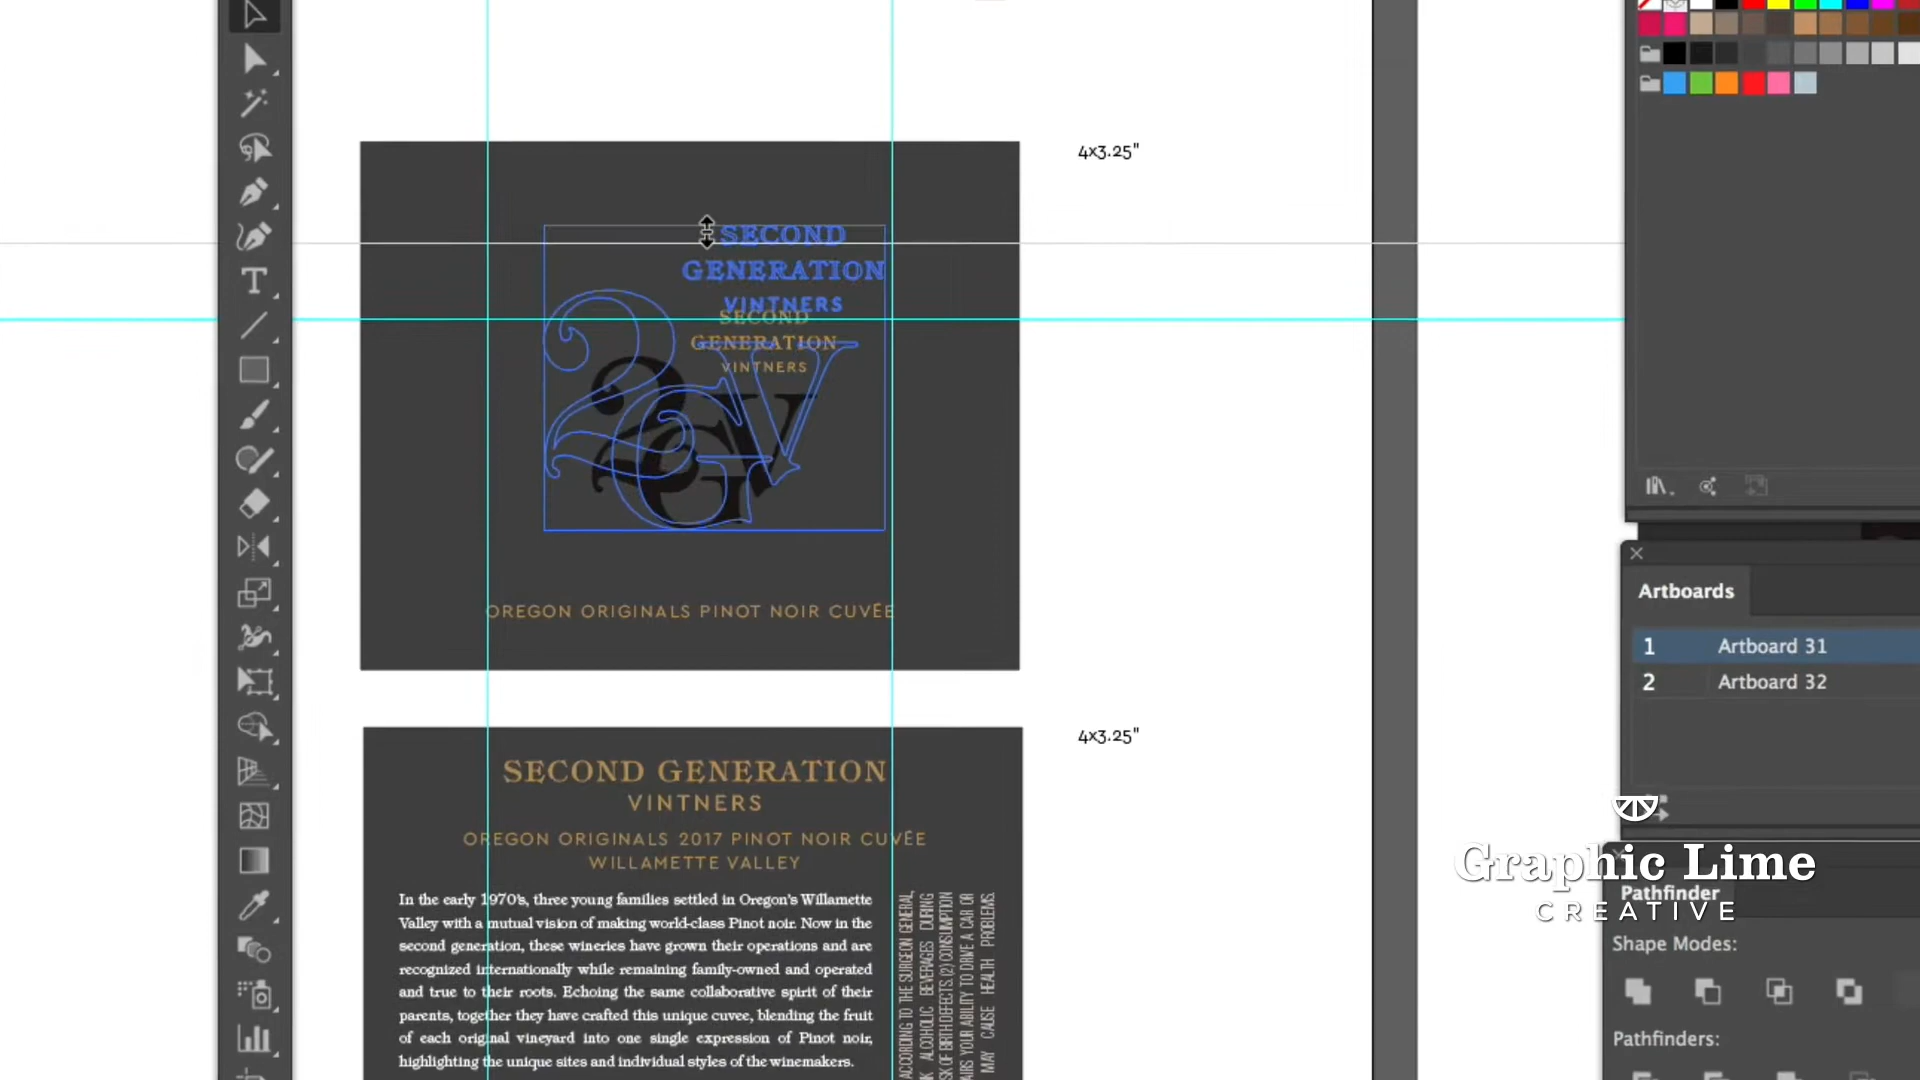 4x3.25"
SECOND
GENERATION
VINTNERS
SECOND
GENERATION
VINTNERS
2GV
OREGON ORIGINALS PINOT NOIR CUVÉE
4x3.25"
SECOND GENERATION
VINTNERS
OREGON ORIGINALS 2017 PINOT NOIR CUVÉE
WILLAMETTE VALLEY
In the early 1970's, three young families settled in Oregon's Willamette
Valley with a mutual vision of making world-class Pinot noir. Now in the
second generation, these wineries have grown their operations and are
recognized internationally while remaining family-owned and operated
and true to their roots. Echoing the same collaborative spirit of their
parents, together they have crafted this unique cuvee, blending the fruit
of each original vineyard into one single expression of Pinot noir,
highlighting the unique sites and individual styles of the winemakers.
ACCORDING TO THE SURGEON GENERAL,
ALCOHOLIC BEVERAGES DURING
OF BIRTH DEFECTS. (2) CONSUMPTION
YOUR ABILITY TO DRIVE A CAR OR
MAY CAUSE HEALTH PROBLEMS.
Artboards
1 Artboard 31
2 Artboard 32
Graphic Lime
CREATIVE
Pathfinder
Shape Modes:
Pathfinders: